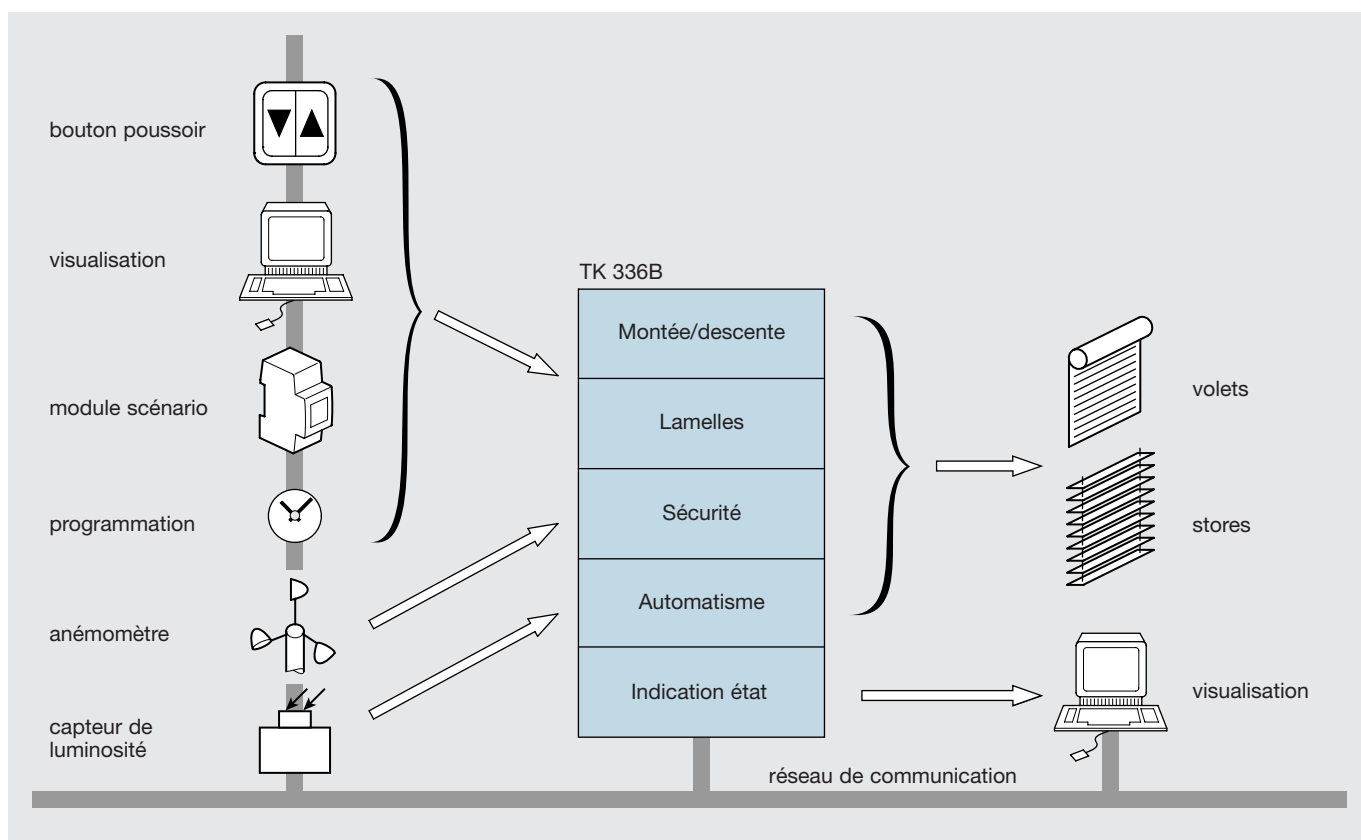 bouton poussoir
visualisation
module scénario
programmation
anémomètre
capteur de
luminosité
TK 336B
Montée/descente
Lamelles
Sécurité
Automatisme
Indication état
volets
stores
visualisation
réseau de communication